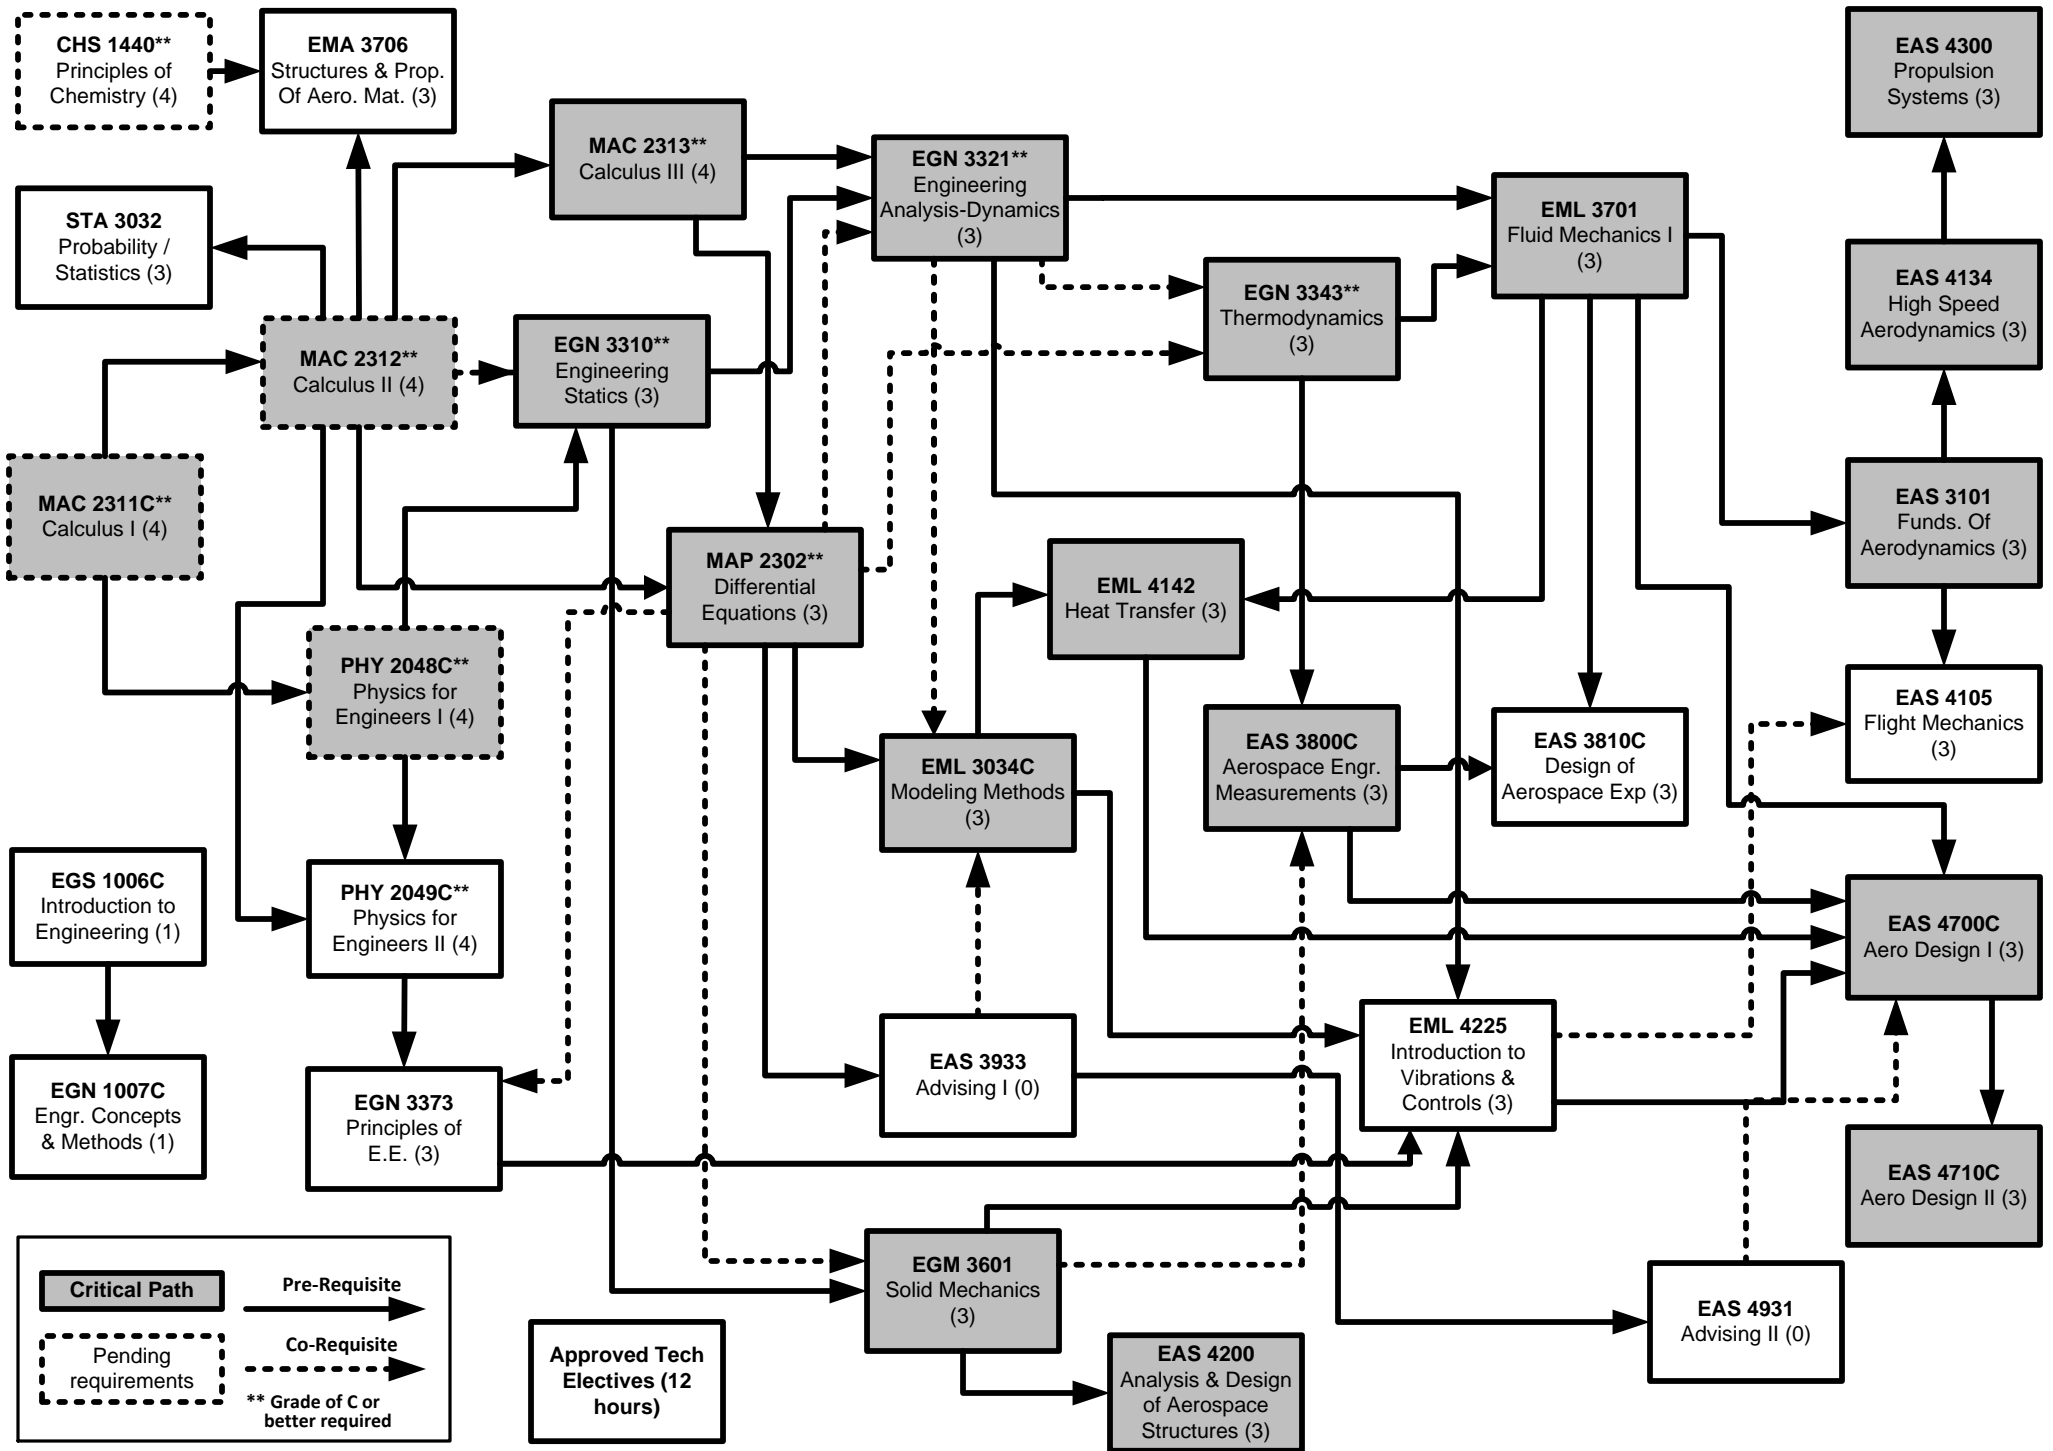 CHS 1440**
Principles of
Chemistry (4)
EMA 3706
Structures & Prop.
Of Aero. Mat. (3)
EAS 4300
Propulsion
Systems (3)
MAC 2313**
Calculus III (4)
EGN 3321**
Engineering
Analysis-Dynamics
(3)
EML 3701
Fluid Mechanics I
(3)
STA 3032
Probability /
Statistics (3)
EGN 3343**
Thermodynamics
(3)
EAS 4134
High Speed
Aerodynamics (3)
MAC 2312**
Calculus II (4)
EGN 3310**
Engineering
Statics (3)
MAC 2311C**
Calculus I (4)
EAS 3101
Funds. Of
Aerodynamics (3)
MAP 2302**
Differential
Equations (3)
EML 4142
Heat Transfer (3)
PHY 2048C**
Physics for
Engineers I (4)
EAS 4105
Flight Mechanics
(3)
EML 3034C
Modeling Methods
(3)
EAS 3800C
Aerospace Engr.
Measurements (3)
EAS 3810C
Design of
Aerospace Exp (3)
EGS 1006C
Introduction to
Engineering (1)
PHY 2049C**
Physics for
Engineers II (4)
EAS 4700C
Aero Design I (3)
EGN 1007C
Engr. Concepts
& Methods (1)
EGN 3373
Principles of
E.E. (3)
EAS 3933
Advising I (0)
EML 4225
Introduction to
Vibrations &
Controls (3)
EAS 4710C
Aero Design II (3)
EGM 3601
Solid Mechanics
(3)
EAS 4931
Advising II (0)
Critical Path
Pre-Requisite
Pending
requirements
Co-Requisite
** Grade of C or
better required
Approved Tech
Electives (12
hours)
EAS 4200
Analysis & Design
of Aerospace
Structures (3)